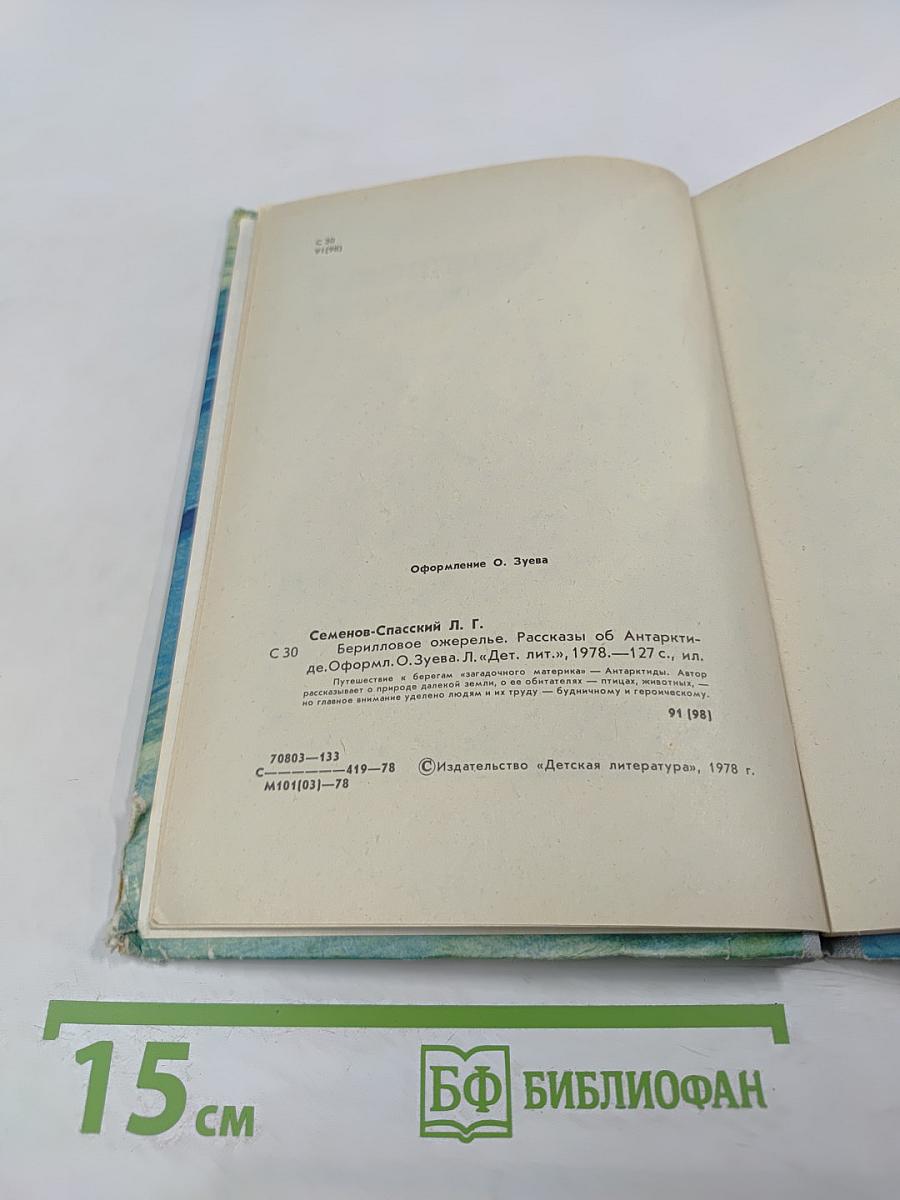 С 30
91(98)
Оформление О. Зуева
Семенов-Спасский Л. Г.
С 30 Берилловое ожерелье. Рассказы об Антаркти-
де. Оформл. О. Зуева. Л. «Дет. лит.», 1978.—127 с., ил.
Путешествие к берегам «загадочного материка» — Антарктиды. Автор
рассказывает о природе далекой земли, о ее обитателях — птицах, животных, —
но главное внимание уделено людям и их труду — будничному и героическому.
91 (98)
70803—133
С——————419—78
М101(03)—78
© Издательство «Детская литература», 1978 г.
15 см
БФ БИБЛИОФАН